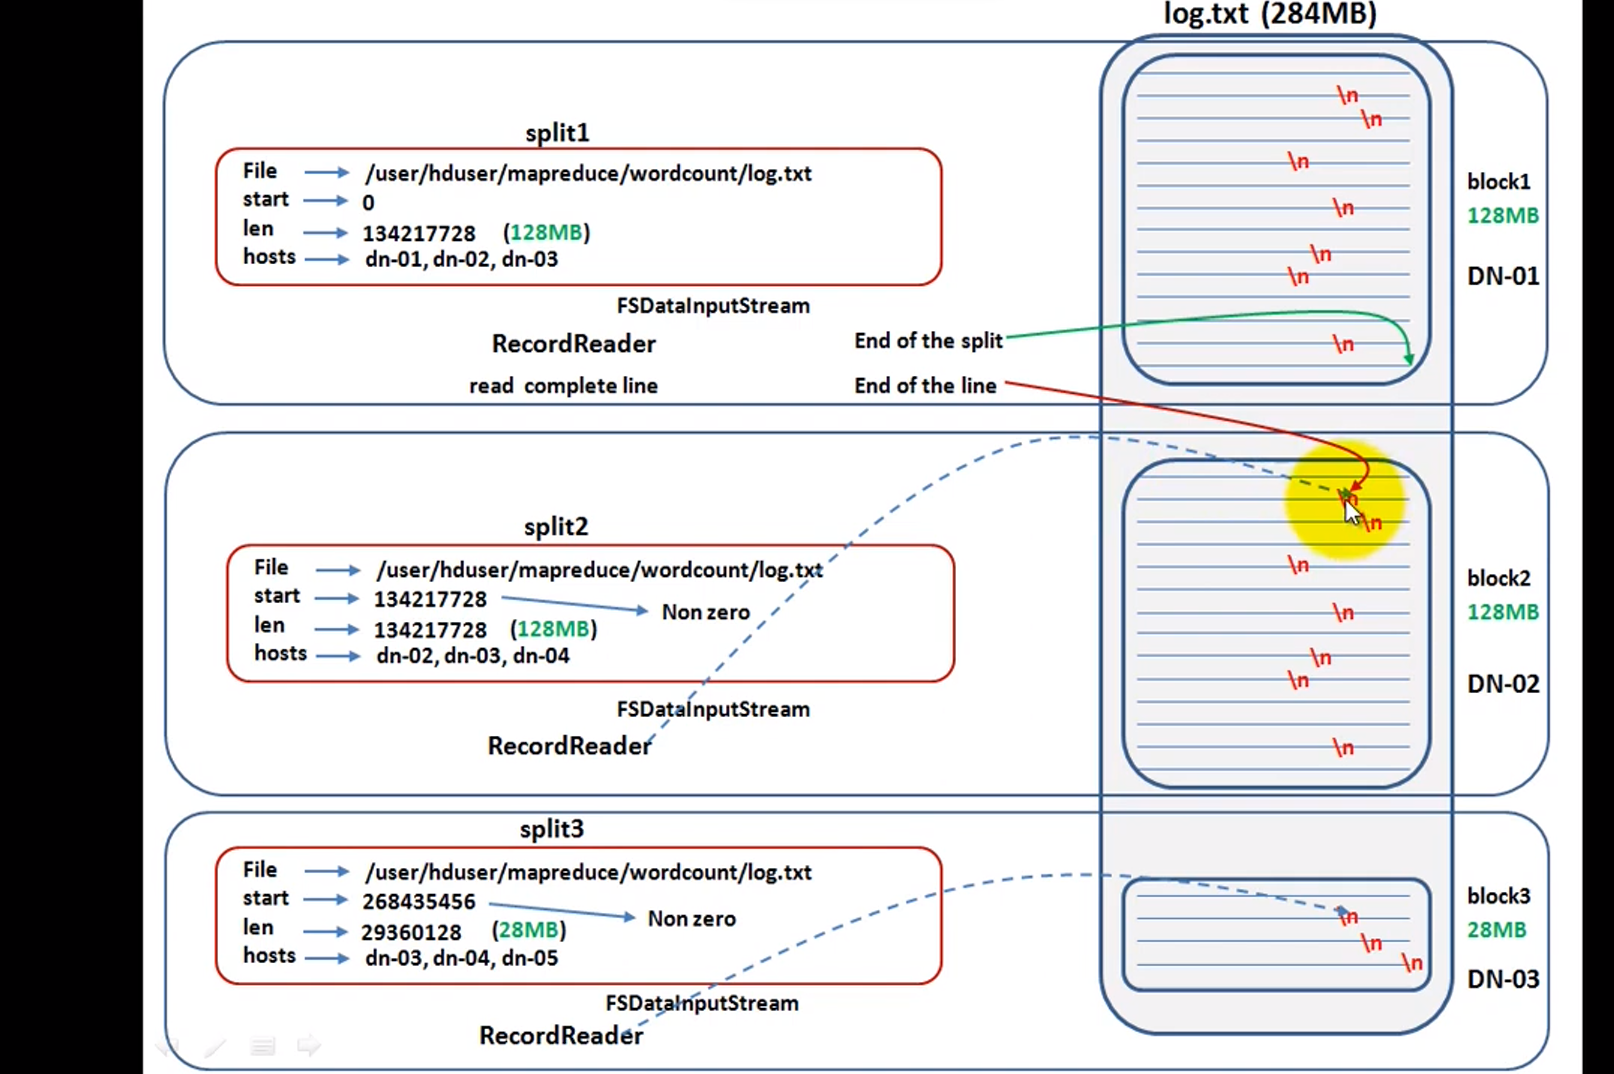 log.txt (284MB)
split1
File /user/hduser/mapreduce/wordcount/log.txt
start 0
len 134217728 (128MB)
hosts dn-01, dn-02, dn-03
FSDataInputStream
RecordReader
read complete line
End of the split
End of the line
\n
\n
\n
\n
\n
\n
\n
block1
128MB
DN-01
split2
File /user/hduser/mapreduce/wordcount/log.txt
start 134217728 Non zero
len 134217728 (128MB)
hosts dn-02, dn-03, dn-04
FSDataInputStream
RecordReader
\n
\n
\n
\n
\n
\n
\n
block2
128MB
DN-02
split3
File /user/hduser/mapreduce/wordcount/log.txt
start 268435456 Non zero
len 29360128 (28MB)
hosts dn-03, dn-04, dn-05
FSDataInputStream
RecordReader
\n
\n
\n
block3
28MB
DN-03